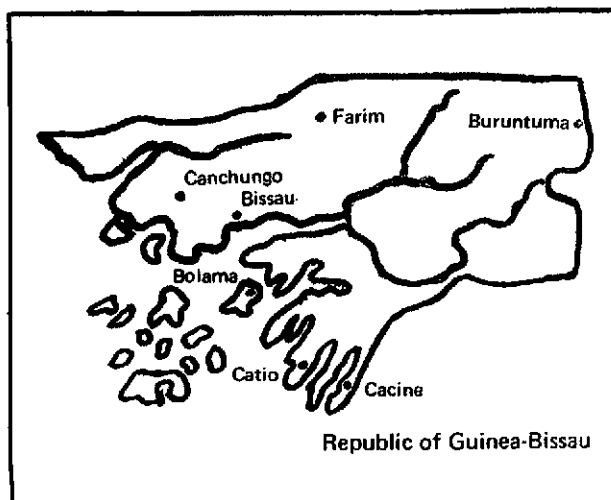 Farim
Buruntuma
Canchungo
Bissau
Bolama
Catio
Cacine
Republic of Guinea-Bissau